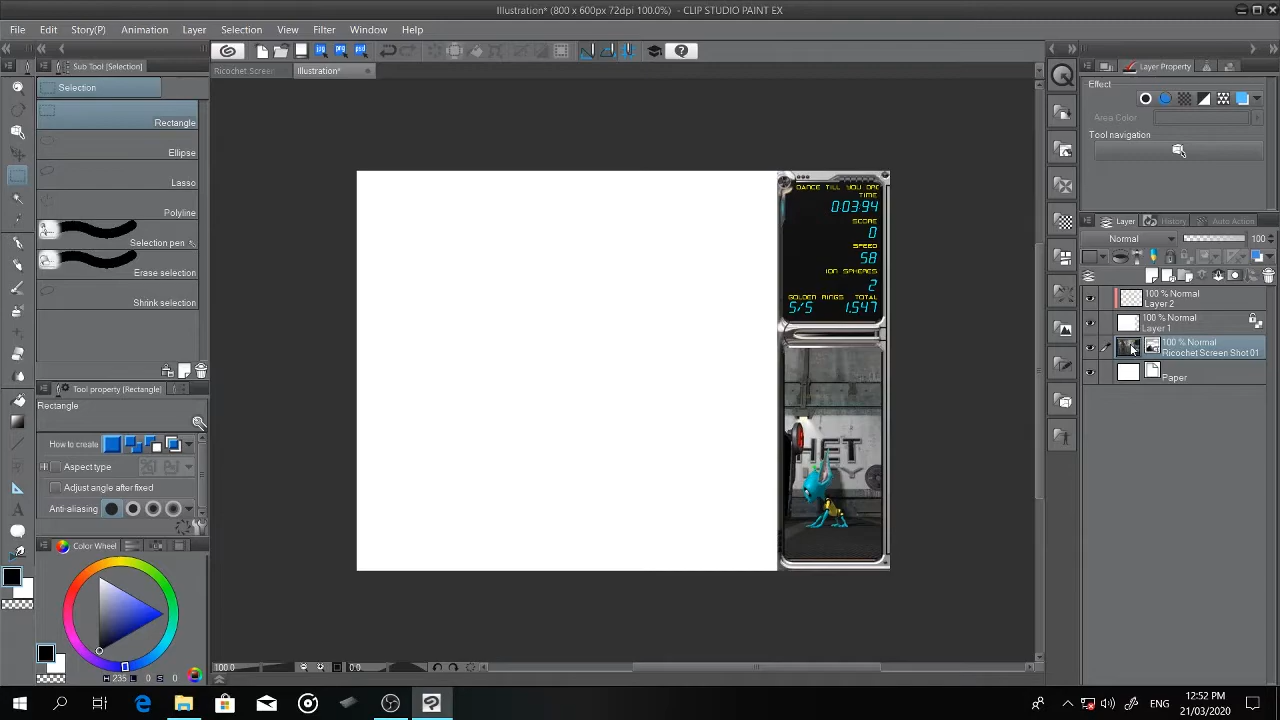 Illustration* (800 x 600px 72dpi 100.0%) - CLIP STUDIO PAINT EX
File Edit Story(P) Animation Layer Selection View Filter Window Help
Ricochet Screen
Illustration*
Sub Tool [Selection]
Selection
Rectangle
Ellipse
Lasso
Polyline
Selection pen
Erase selection
Shrink selection
Tool property [Rectangle]
Rectangle
How to create
Aspect type
Adjust angle after fixed
Anti-aliasing
Color Wheel
H 235 L 0 S 0
100.0
0.0
DANCE TILL YOU
TIME
0:03:94
SCORE
0
SPEED
58
ION SPHERES
2
GOLDEN RINGS TOTAL
5/5 1,547
Layer Property
Effect
Area Color
Tool navigation
Layer History Auto Action
Normal 100
100 % Normal
Layer 2
100 % Normal
Layer 1
100 % Normal
Ricochet Screen Shot 01
Paper
ENG
12:52 PM
21/03/2020